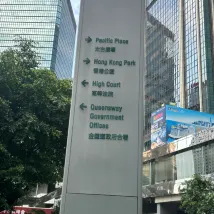 → Pacific Place
太古廣場
→ Hong Kong Park
香港公園
→ High Court
高等法院
← Queensway
Government
Offices
金鐘道政府合署